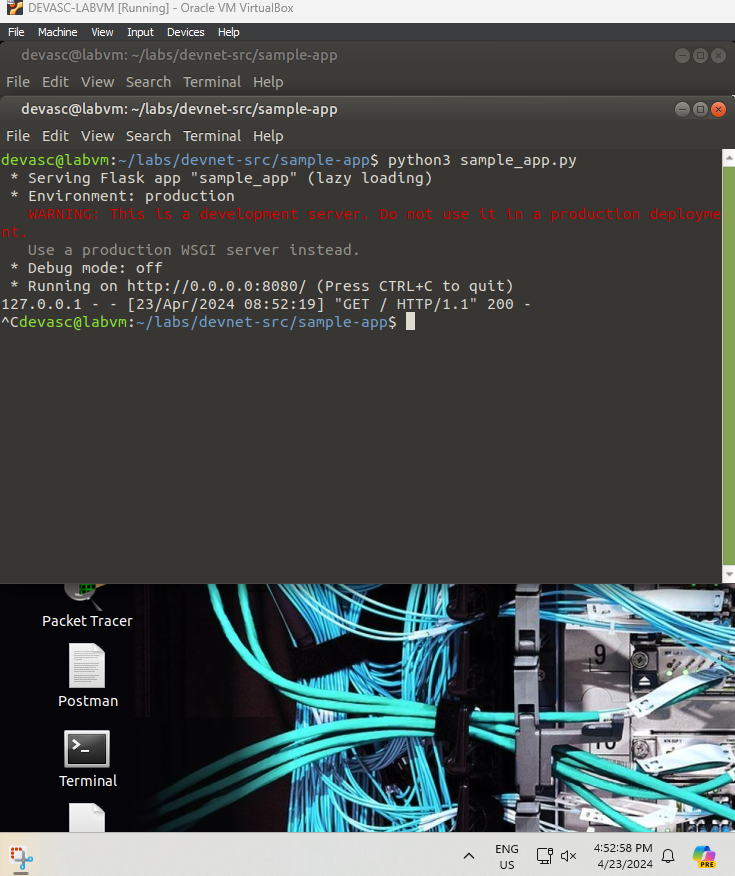 DEVASC-LABVM [Running] - Oracle VM VirtualBox
File Machine View Input Devices Help
devasc@labvm: ~/labs/devnet-src/sample-app
File Edit View Search Terminal Help
devasc@labvm: ~/labs/devnet-src/sample-app
File Edit View Search Terminal Help
devasc@labvm:~/labs/devnet-src/sample-app$ python3 sample_app.py
 * Serving Flask app "sample_app" (lazy loading)
 * Environment: production
   WARNING: This is a development server. Do not use it in a production deployme
nt.
   Use a production WSGI server instead.
 * Debug mode: off
 * Running on http://0.0.0.0:8080/ (Press CTRL+C to quit)
127.0.0.1 - - [23/Apr/2024 08:52:19] "GET / HTTP/1.1" 200 -
^Cdevasc@labvm:~/labs/devnet-src/sample-app$
Packet Tracer
Postman
Terminal
9
10
ENG
US
4:52:58 PM
4/23/2024
PRE